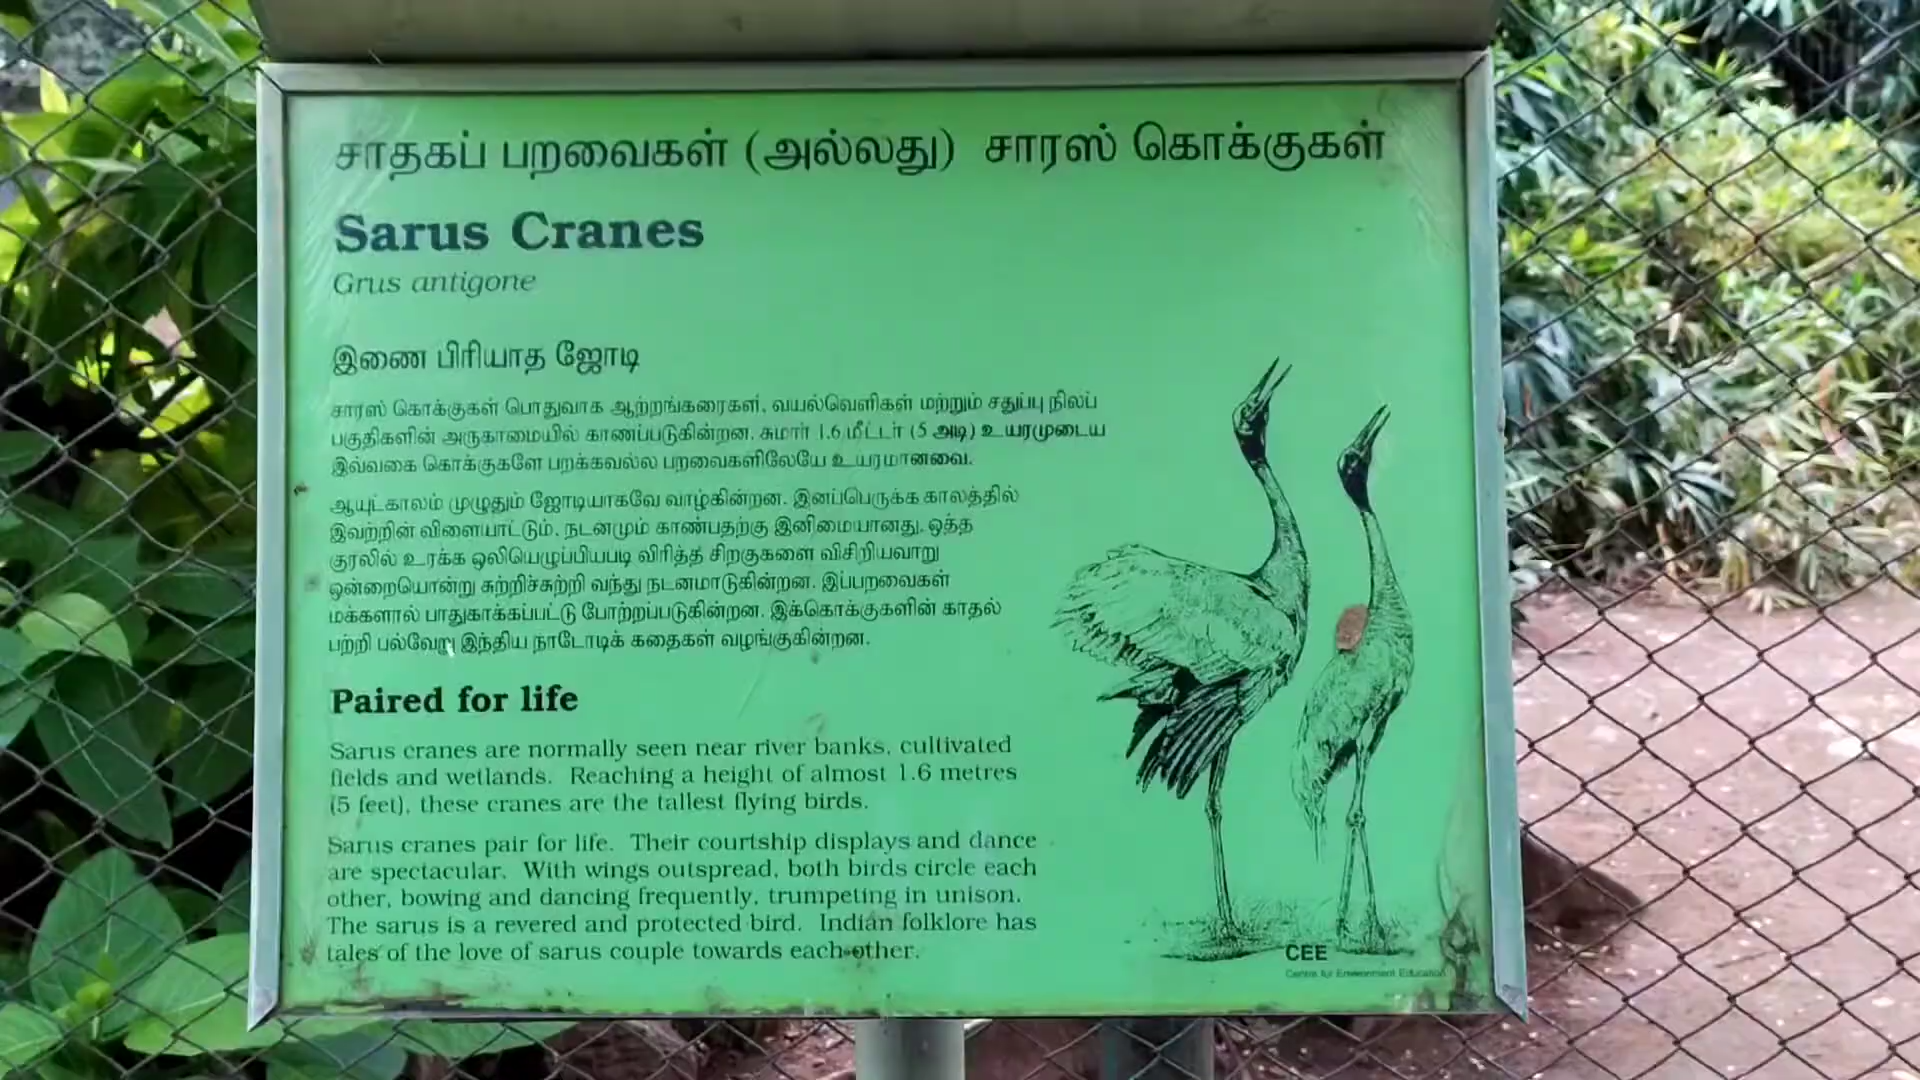 சாதகப் பறவைகள் (அல்லது) சாரஸ் கொக்குகள்
Sarus Cranes
Grus antigone
இணை பிரியாத ஜோடி
சாரஸ் கொக்குகள் பொதுவாக ஆற்றங்கரைகள், வயல்வெளிகள் மற்றும் சதுப்பு நிலப்
பகுதிகளின் அருகாமையில் காணப்படுகின்றன. சுமார் 1.6 மீட்டர் (5 அடி) உயரமுடைய
இவ்வகை கொக்குகளே பறக்கவல்ல பறவைகளிலேயே உயரமானவை.
ஆயுட்காலம் முழுதும் ஜோடியாகவே வாழ்கின்றன. இனப்பெருக்க காலத்தில்
இவற்றின் விளையாட்டும், நடனமும் காண்பதற்கு இனிமையானது. ஒத்த
குரலில் உரக்க ஒலியெழுப்பியபடி விரித்த சிறகுகளை விசிறியவாறு
ஒன்றையொன்று சுற்றிச்சுற்றி வந்து நடனமாடுகின்றன. இப்பறவைகள்
மக்களால் பாதுகாக்கப்பட்டு போற்றப்படுகின்றன. இக்கொக்குகளின் காதல்
பற்றி பல்வேறு இந்திய நாடோடிக் கதைகள் வழங்குகின்றன.
Paired for life
Sarus cranes are normally seen near river banks, cultivated
fields and wetlands. Reaching a height of almost 1.6 metres
(5 feet), these cranes are the tallest flying birds.
Sarus cranes pair for life. Their courtship displays and dance
are spectacular. With wings outspread, both birds circle each
other, bowing and dancing frequently, trumpeting in unison.
The sarus is a revered and protected bird. Indian folklore has
tales of the love of sarus couple towards each other.
CEE
Centre for Environment Education